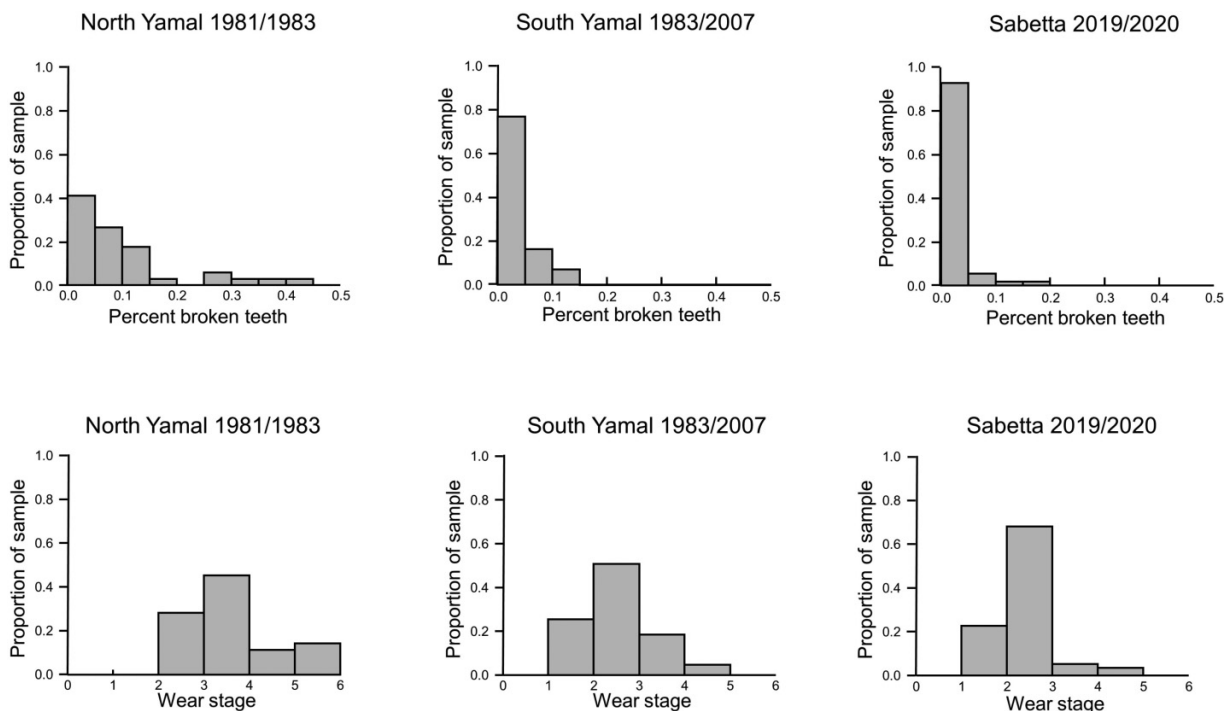 North Yamal 1981/1983
South Yamal 1983/2007
Sabetta 2019/2020
Proportion of sample
1.0
0.8
0.6
0.4
0.2
0.0
0.0 0.1 0.2 0.3 0.4 0.5
Percent broken teeth
Proportion of sample
1.0
0.8
0.6
0.4
0.2
0.0
0.0 0.1 0.2 0.3 0.4 0.5
Percent broken teeth
Proportion of sample
1.0
0.8
0.6
0.4
0.2
0.0
0.0 0.1 0.2 0.3 0.4 0.5
Percent broken teeth
North Yamal 1981/1983
South Yamal 1983/2007
Sabetta 2019/2020
Proportion of sample
1.0
0.8
0.6
0.4
0.2
0.0
0 1 2 3 4 5 6
Wear stage
Proportion of sample
1.0
0.8
0.6
0.4
0.2
0.0
0 1 2 3 4 5 6
Wear stage
Proportion of sample
1.0
0.8
0.6
0.4
0.2
0.0
0 1 2 3 4 5 6
Wear stage